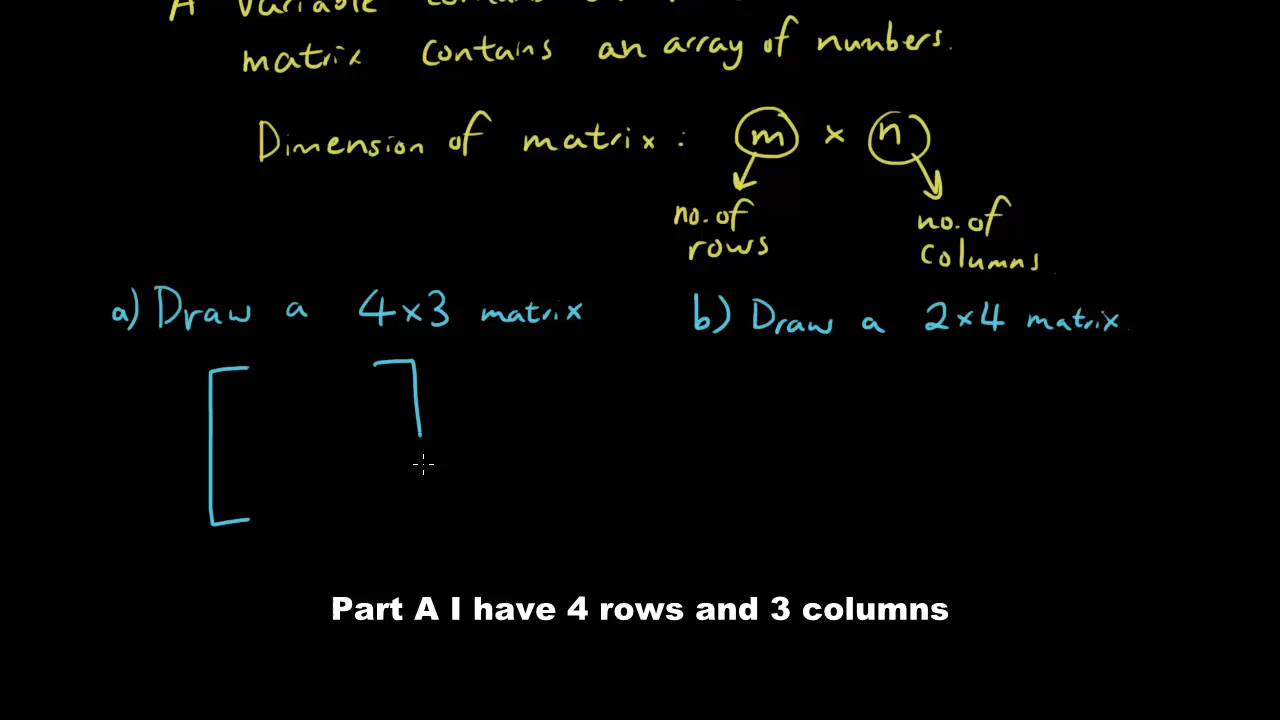 A variable
matrix contains an array of numbers.
Dimension of matrix : m × n
no. of rows
no. of columns
a) Draw a 4×3 matrix
b) Draw a 2×4 matrix.
Part A I have 4 rows and 3 columns